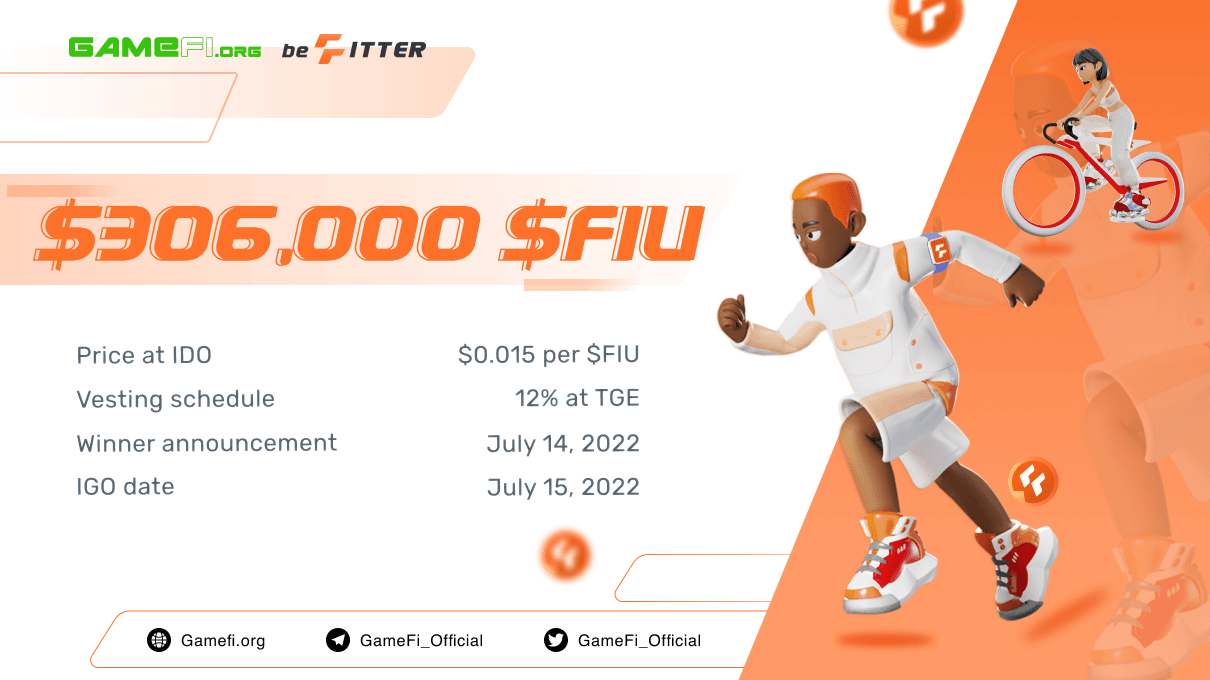 GAMEFI.ORG beFITTER
$306,000 $FIU
Price at IDO $0.015 per $FIU
Vesting schedule 12% at TGE
Winner announcement July 14, 2022
IGO date July 15, 2022
Gamefi.org GameFi_Official GameFi_Official